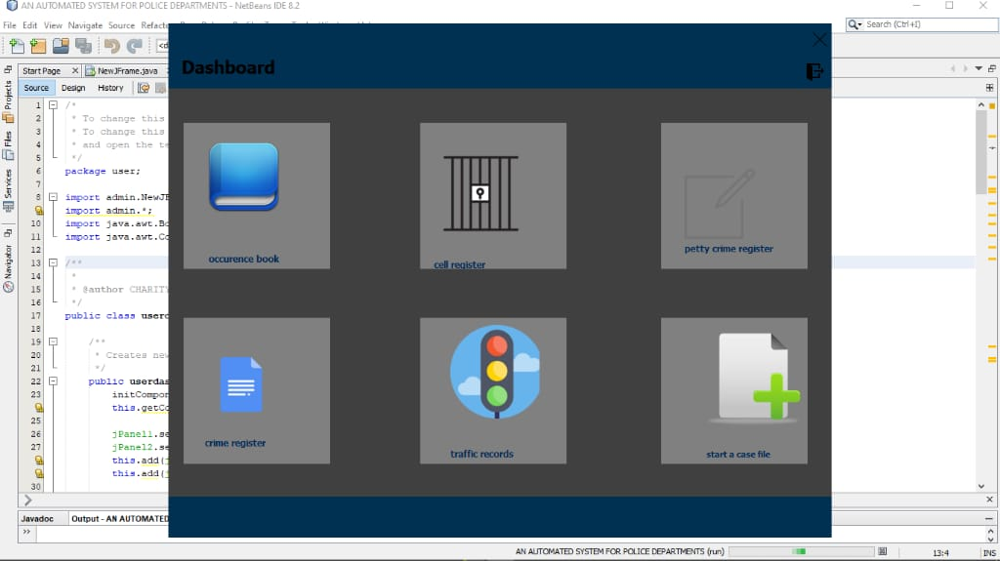 AN AUTOMATED SYSTEM FOR POLICE DEPARTMENTS - NetBeans IDE 8.2
File Edit View Navigate Source Refacto
Search (Ctrl+I)
<d
Start Page NewJFrame.java
Source Design History
Projects
Files
Services
Navigator
1 /*
2 * To change this
3 * To change this
4 * and open the te
5 */
6 package user;
7
8 import admin.NewJF
import admin.*;
10 import java.awt.Bo
11 import java.awt.Co
12
13 /**
14 *
15 * @author CHARITY
16 */
17 public class userd
18
19 /**
20 * Creates new
21 */
22 public userdas
23 initCompon
this.getCo
25
26 jPanel1.se
27 jPanel2.se
this.add(j
this.add(j
30
Dashboard
occurence book
cell register
petty crime register
crime register
traffic records
start a case file
Javadoc Output - AN AUTOMATED
AN AUTOMATED SYSTEM FOR POLICE DEPARTMENTS (run)
13:4 INS